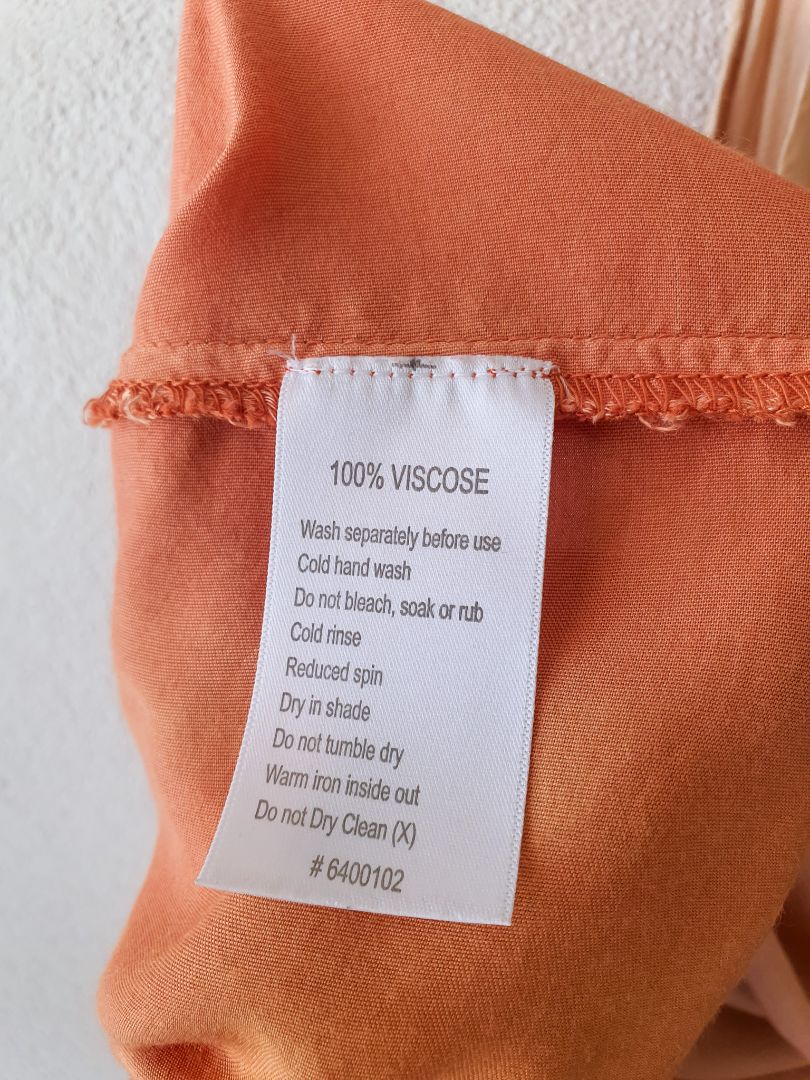 100% VISCOSE
Wash separately before use
Cold hand wash
Do not bleach, soak or rub
Cold rinse
Reduced spin
Dry in shade
Do not tumble dry
Warm iron inside out
Do not Dry Clean (X)
# 6400102